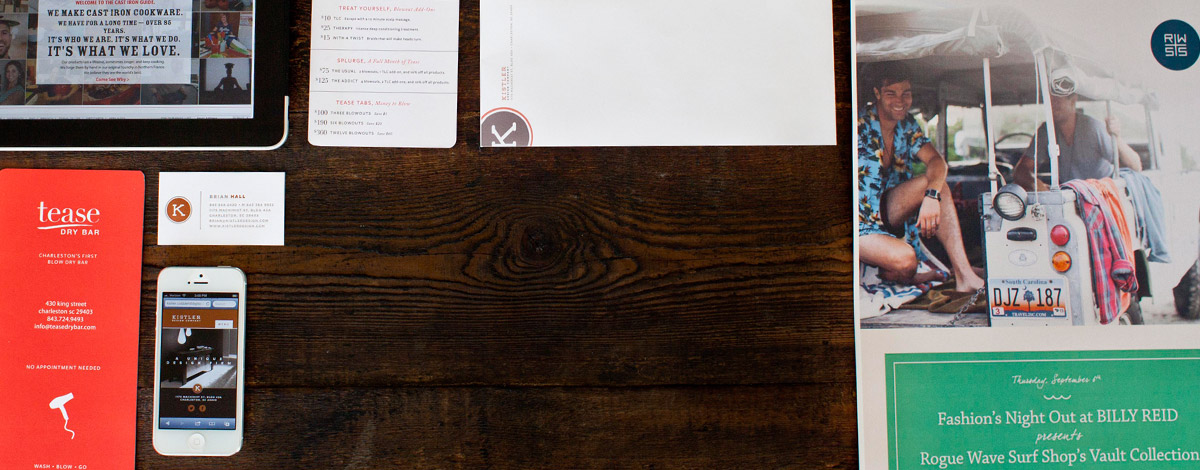 WELCOME TO THE CAST IRON GUIDE.
WE MAKE CAST IRON COOKWARE.
WE HAVE FOR A LONG TIME — OVER 85
YEARS.
IT'S WHO WE ARE, IT'S WHAT WE DO.
IT'S WHAT WE LOVE.
Come See Why >
TREAT YOURSELF, Blowout Add-Ons
$10 TLC
$25 THERAPY
$15 WITH A TWIST
SPLURGE, A Full Month of Tease
$75 THE USUAL
$125 THE ADDICT
TEASE TABS, Money to Blow
$100 THREE BLOWOUTS
$190 SIX BLOWOUTS
$360 TWELVE BLOWOUTS
KISTLER
K
tease
DRY BAR
CHARLESTON'S FIRST
BLOW DRY BAR
430 king street
charleston sc 29403
843.724.9493
info@teasedrybar.com
NO APPOINTMENT NEEDED
WASH • BLOW • GO
K
BRIAN HALL
KISTLER
A UNIQUE
DESIGN FIRM
K
RW
SS
South Carolina
DJZ 187
Thursday, September 5th
Fashion's Night Out at BILLY REID
presents
Rogue Wave Surf Shop's Vault Collection